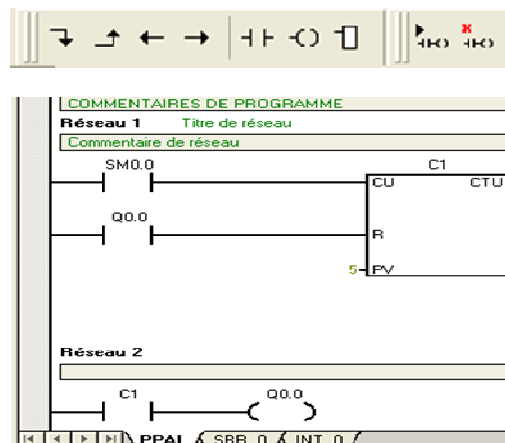 COMMENTAIRES DE PROGRAMME
Réseau 1 Titre de réseau
Commentaire de réseau
SM0.0 C1
CU CTU
Q0.0
R
5 PV
Réseau 2
C1 Q0.0
PPAL SBR_0 INT_0